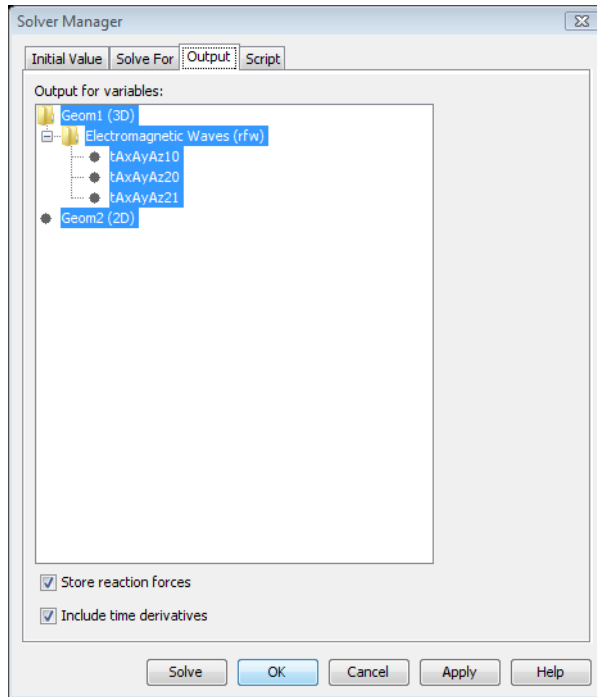 Solver Manager
Initial Value Solve For Output Script
Output for variables:
Geom1 (3D)
Electromagnetic Waves (rfw)
tAxAyAz10
tAxAyAz20
tAxAyAz21
Geom2 (2D)
Store reaction forces
Include time derivatives
Solve OK Cancel Apply Help